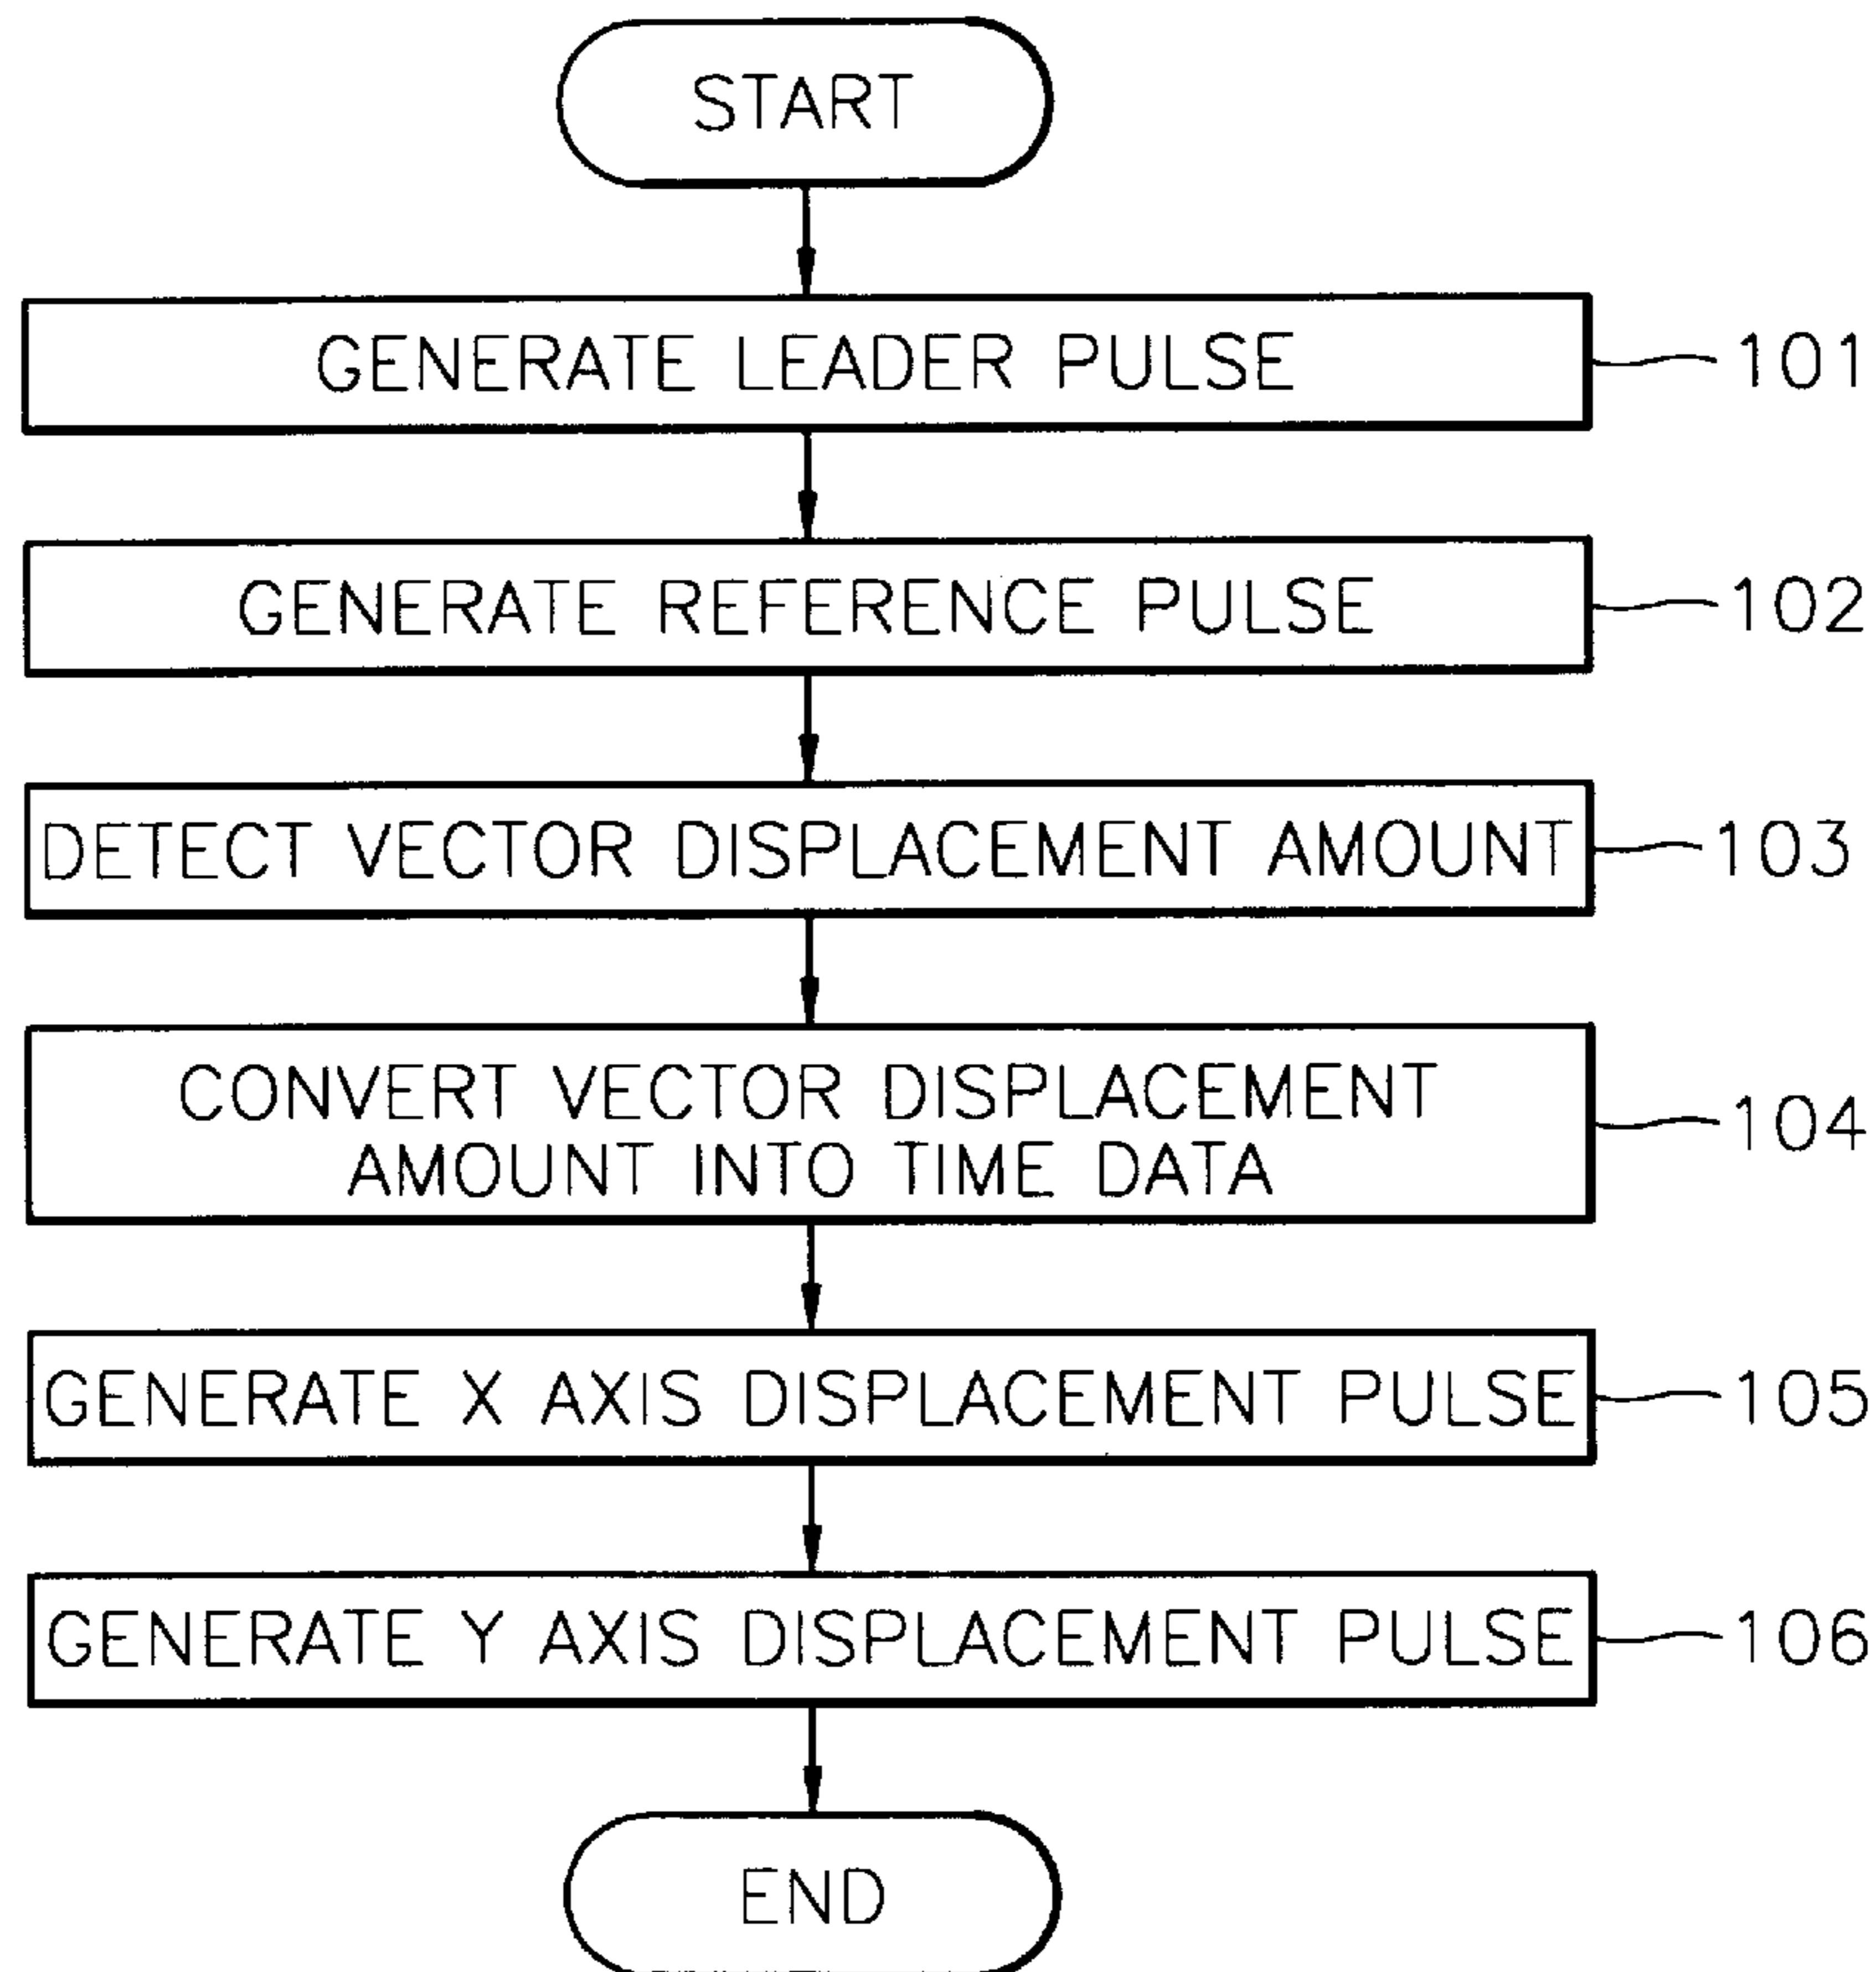 START
GENERATE LEADER PULSE
101
GENERATE REFERENCE PULSE
102
DETECT VECTOR DISPLACEMENT AMOUNT
103
CONVERT VECTOR DISPLACEMENT
AMOUNT INTO TIME DATA
104
GENERATE X AXIS DISPLACEMENT PULSE
105
GENERATE Y AXIS DISPLACEMENT PULSE
106
END